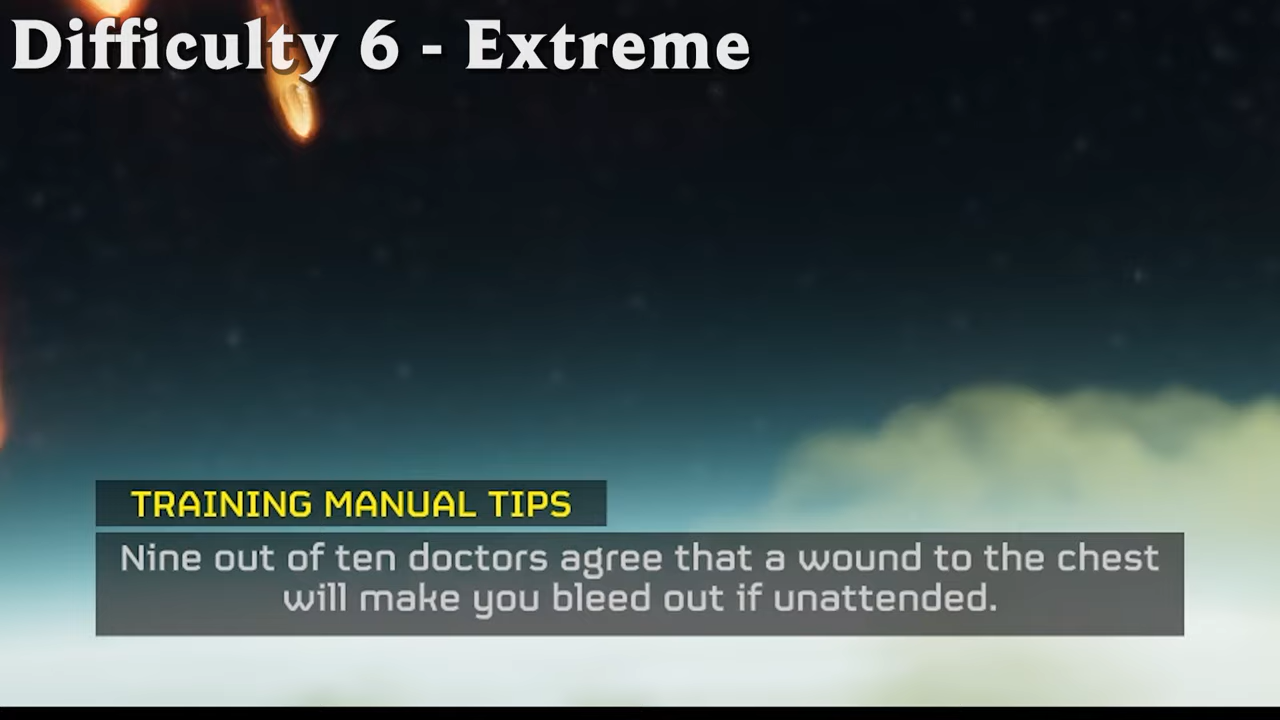 Difficulty 6 - Extreme
TRAINING MANUAL TIPS
Nine out of ten doctors agree that a wound to the chest
will make you bleed out if unattended.